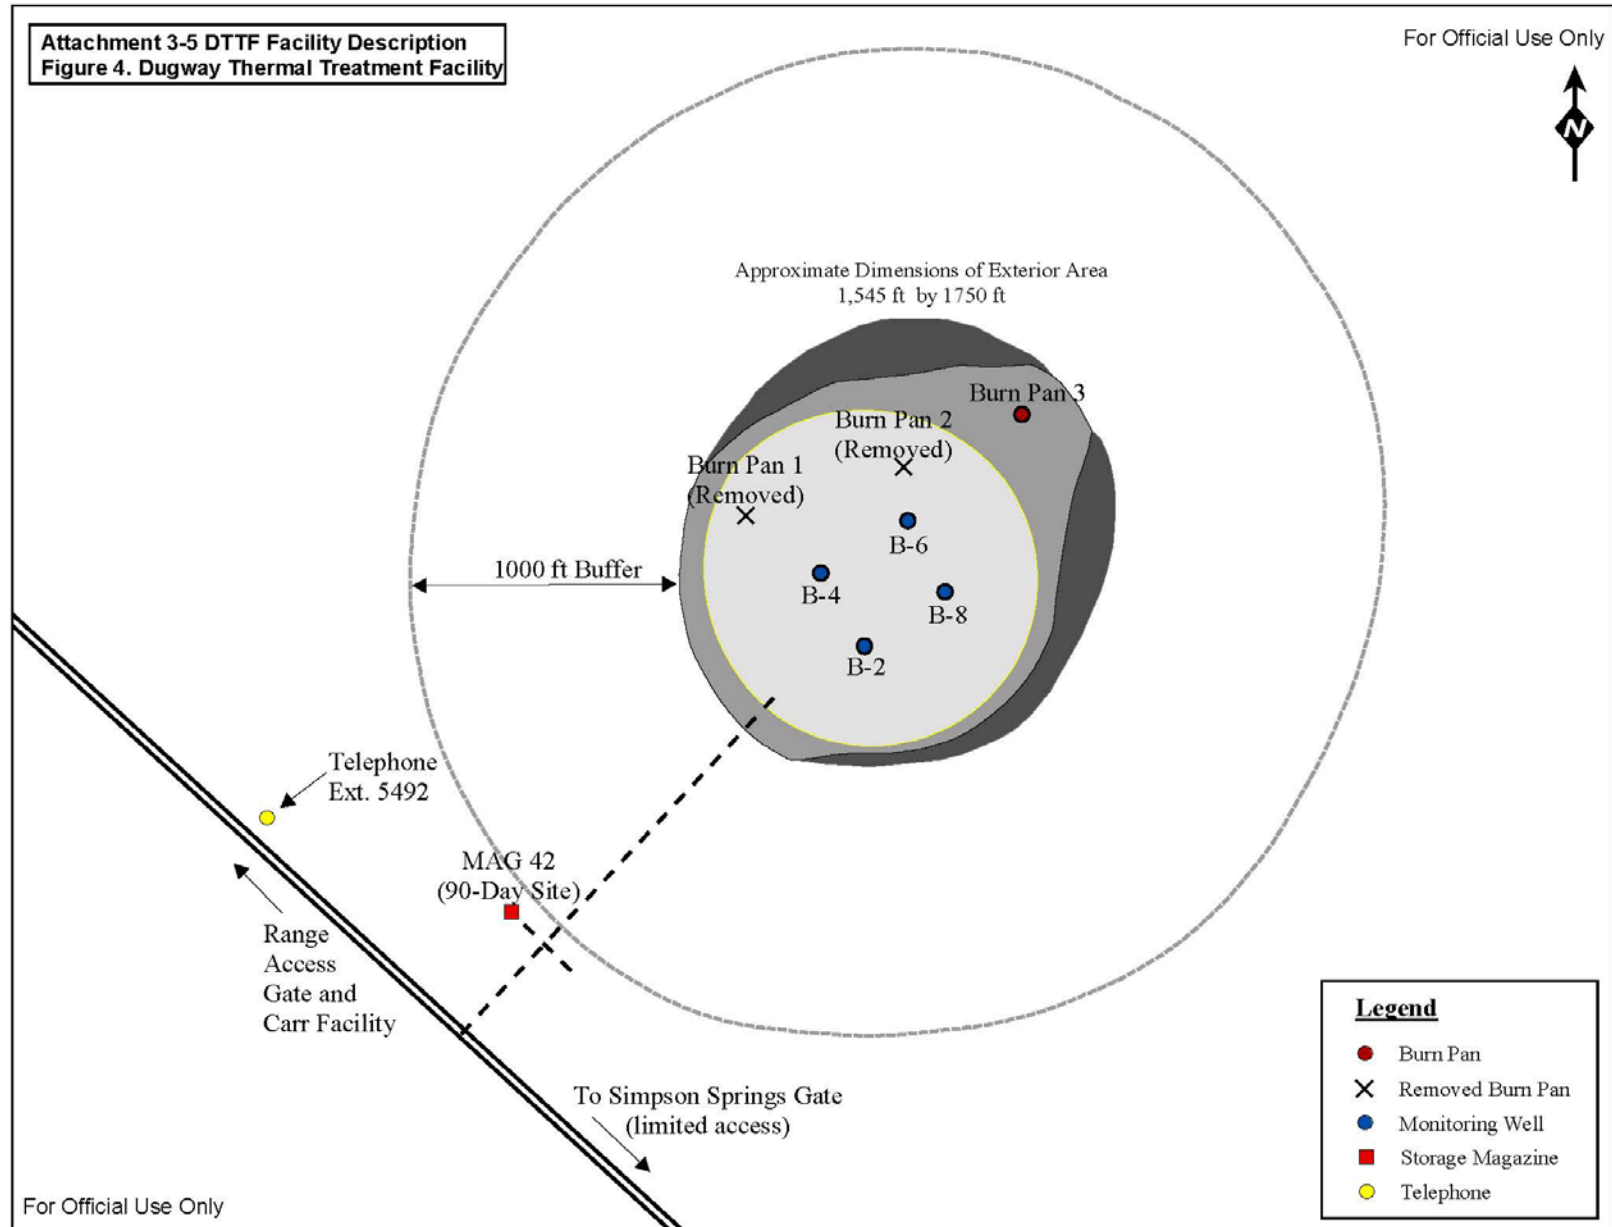 Attachment 3-5 DTTF Facility Description
Figure 4. Dugway Thermal Treatment Facility
For Official Use Only
N
Approximate Dimensions of Exterior Area
1,545 ft by 1750 ft
Burn Pan 3
Burn Pan 2
(Removed)
Burn Pan 1
(Removed)
B-6
1000 ft Buffer
B-4
B-8
B-2
Telephone
Ext. 5492
MAG 42
(90-Day Site)
Range
Access
Gate and
Carr Facility
To Simpson Springs Gate
(limited access)
Legend
Burn Pan
Removed Burn Pan
Monitoring Well
Storage Magazine
Telephone
For Official Use Only